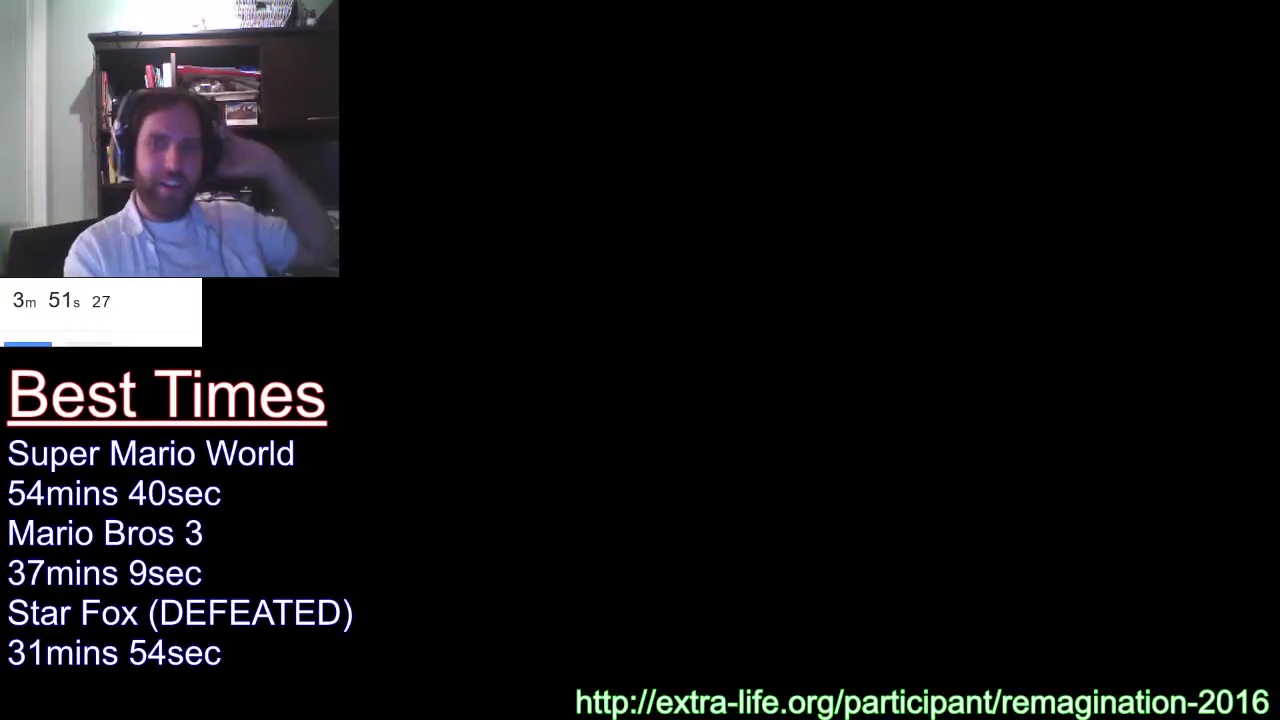 3m 51s 27
Best Times
Super Mario World
54mins 40sec
Mario Bros 3
37mins 9sec
Star Fox (DEFEATED)
31mins 54sec
http://extra-life.org/participant/remagination-2016